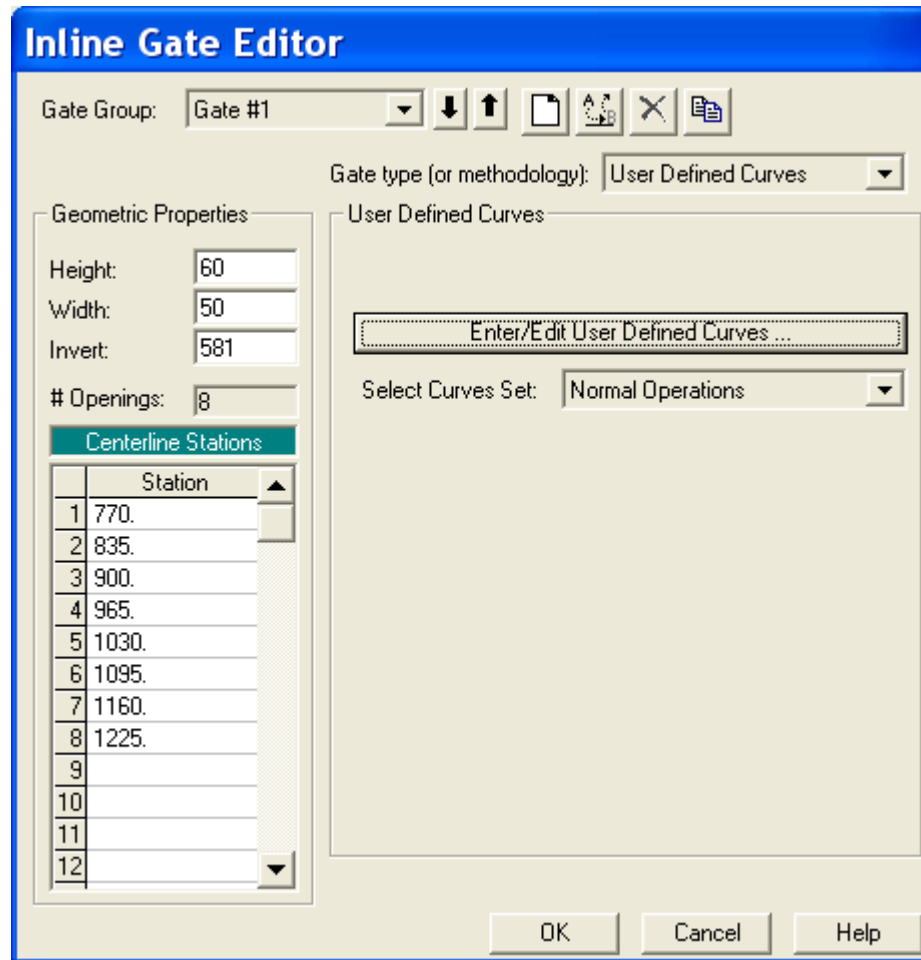 Inline Gate Editor
Gate Group: Gate #1
Gate type (or methodology): User Defined Curves
Geometric Properties
Height: 60
Width: 50
Invert: 581
# Openings: 8
Centerline Stations
Station
1 770.
2 835.
3 900.
4 965.
5 1030.
6 1095.
7 1160.
8 1225.
9
10
11
12
User Defined Curves
Enter/Edit User Defined Curves ...
Select Curves Set: Normal Operations
OK Cancel Help